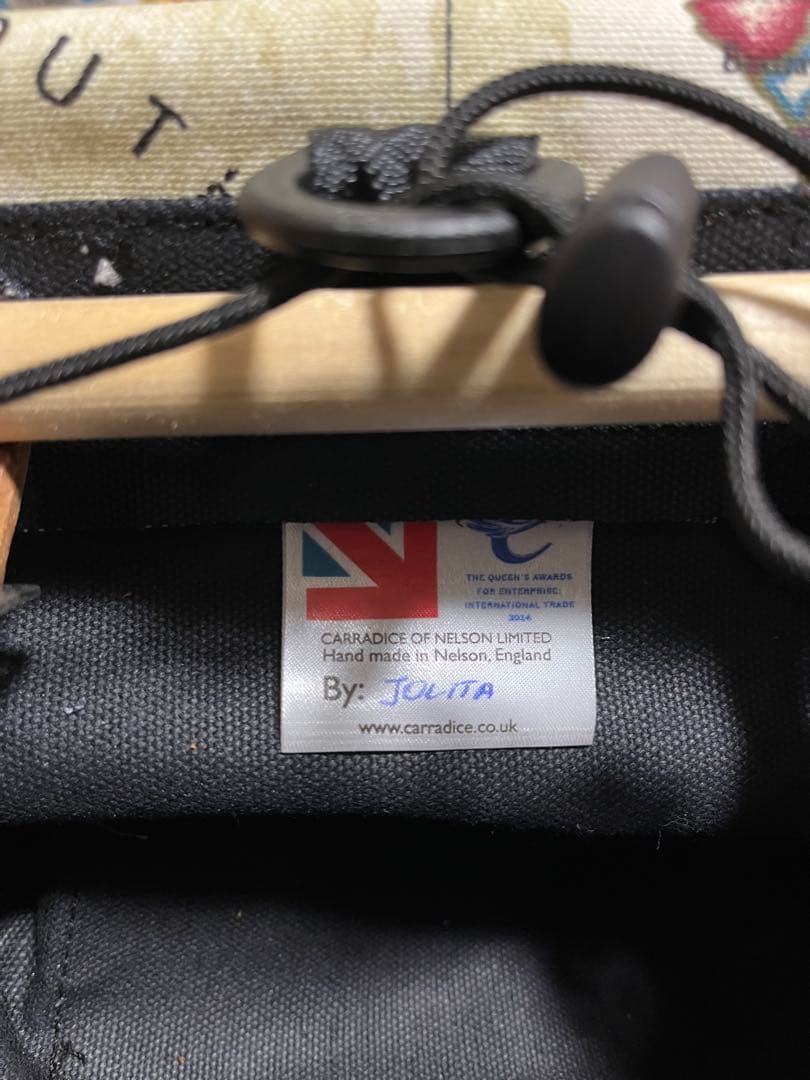 UT
THE QUEEN'S AWARDS
FOR ENTERPRISE:
INTERNATIONAL TRADE
2014
CARRADICE OF NELSON LIMITED
Hand made in Nelson, England
By: JOLITA
www.carradice.co.uk